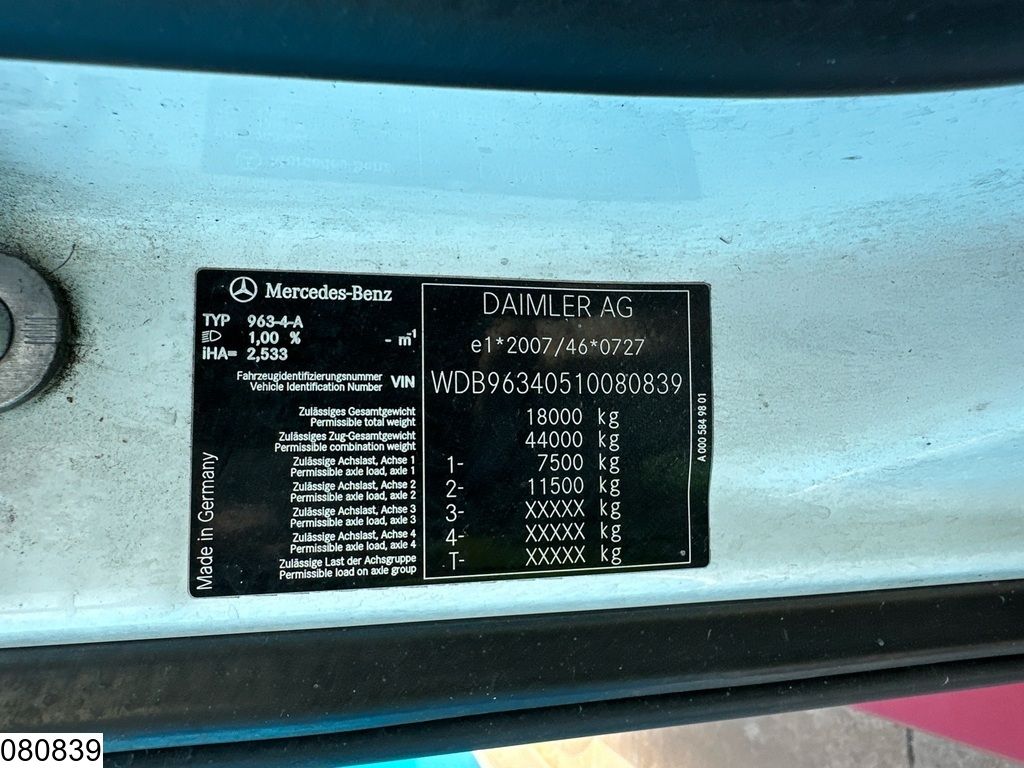 Mercedes-Benz
DAIMLER AG
TYP 963-4-A
1,00 % - m-1
iHA= 2,533
e1*2007/46*0727
Fahrzeugidentifizierungsnummer
Vehicle Identification Number VIN WDB96340510080839
Zulässiges Gesamtgewicht
Permissible total weight 18000 kg
Zulässiges Zug-Gesamtgewicht
Permissible combination weight 44000 kg
Zulässige Achslast, Achse 1
Permissible axle load, axle 1 1- 7500 kg
Zulässige Achslast, Achse 2
Permissible axle load, axle 2 2- 11500 kg
Zulässige Achslast, Achse 3
Permissible axle load, axle 3 3- XXXXX kg
Zulässige Achslast, Achse 4
Permissible axle load, axle 4 4- XXXXX kg
Zulässige Last der Achsgruppe
Permissible load on axle group T- XXXXX kg
Made in Germany
A 000 584 98 01
080839